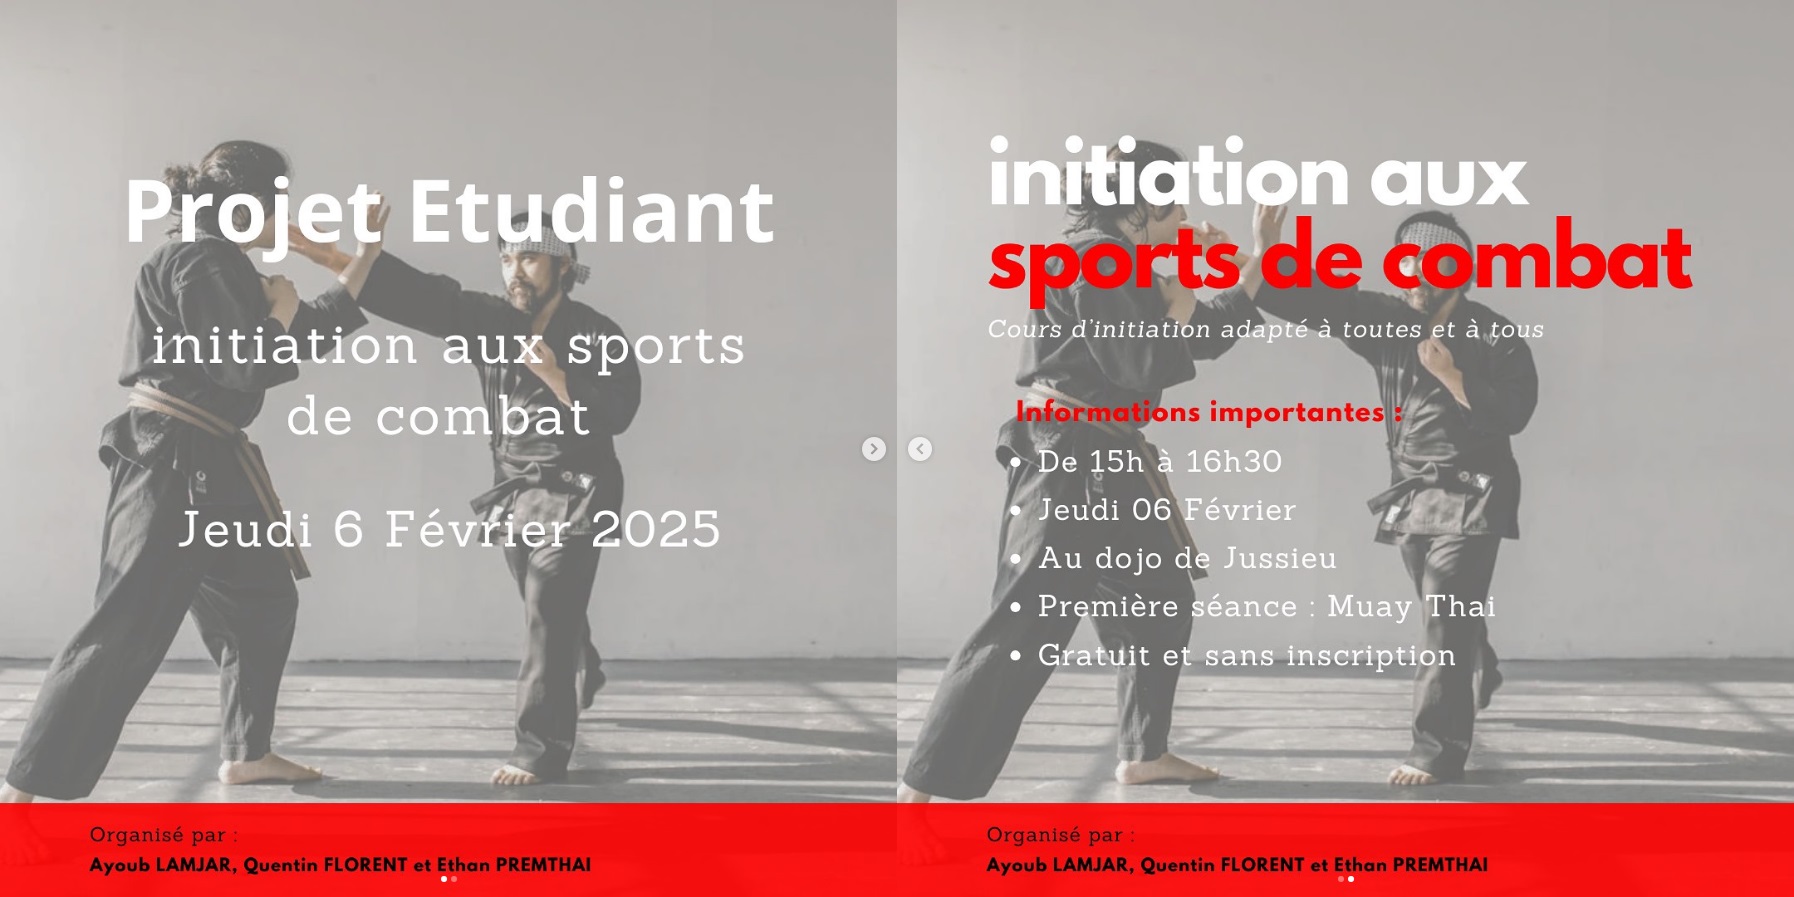 Projet Etudiant
initiation aux sports
de combat
Jeudi 6 Février 2025
Organisé par :
Ayoub LAMJAR, Quentin FLORENT et Ethan PREMTHAI
initiation aux
sports de combat
Cours d'initiation adapté à toutes et à tous
Informations importantes :
• De 15h à 16h30
• Jeudi 06 Février
• Au dojo de Jussieu
• Première séance : Muay Thai
• Gratuit et sans inscription
Organisé par :
Ayoub LAMJAR, Quentin FLORENT et Ethan PREMTHAI